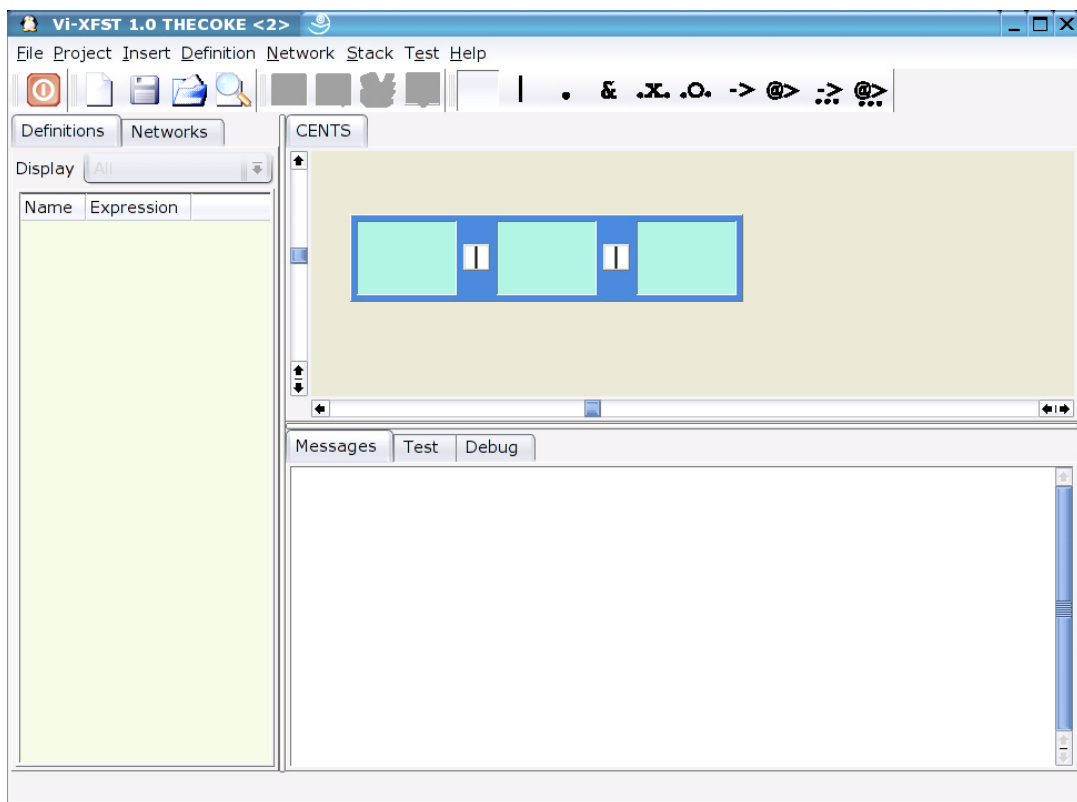 Vi-XFST 1.0 THECOKE <2>
File Project Insert Definition Network Stack Test Help
| . & .x. .o. -> @> ->... @>...
Definitions Networks
CENTS
Display All
Name Expression
| |
Messages Test Debug